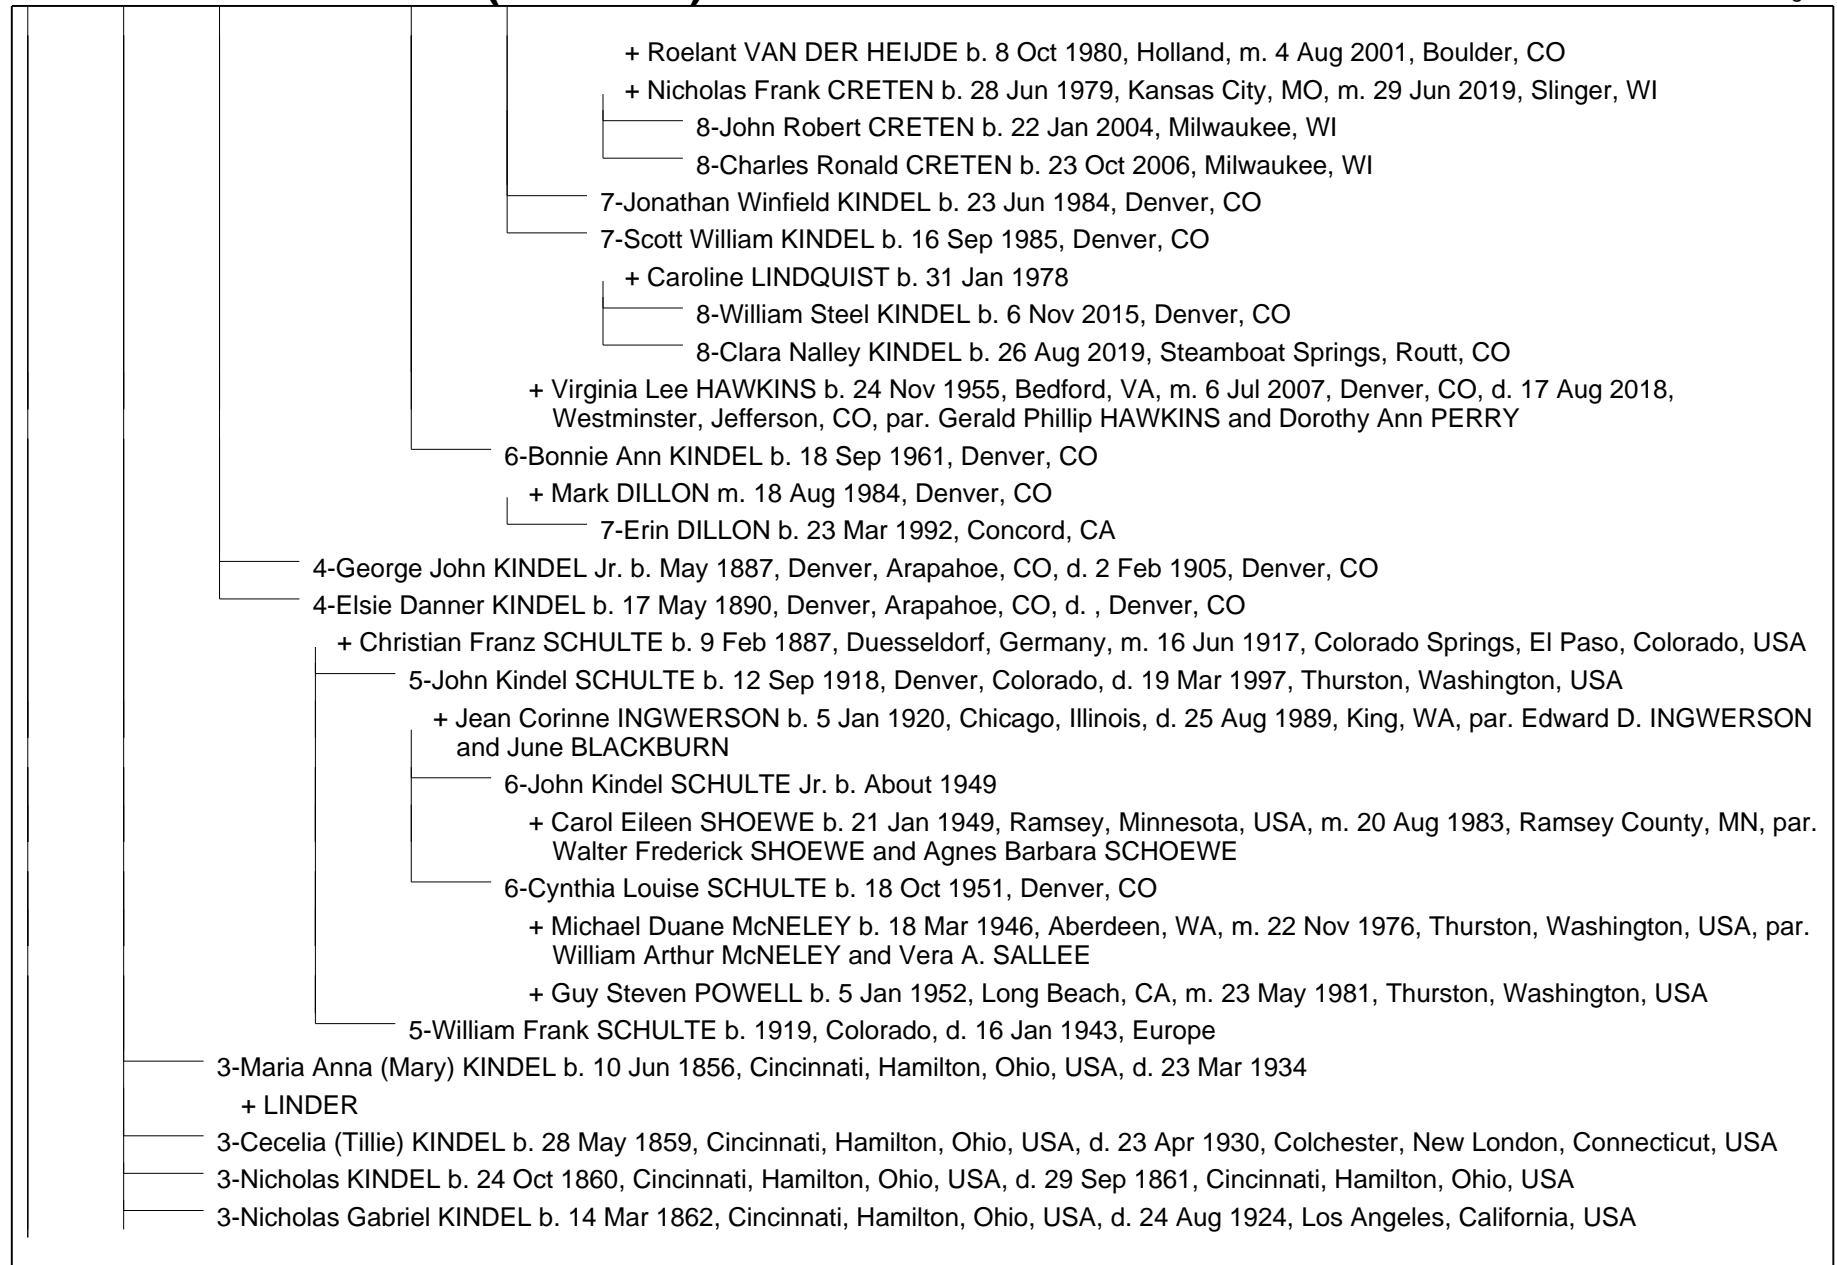 + Roelant VAN DER HEIJDE b. 8 Oct 1980, Holland, m. 4 Aug 2001, Boulder, CO
+ Nicholas Frank CRETEN b. 28 Jun 1979, Kansas City, MO, m. 29 Jun 2019, Slinger, WI
8-John Robert CRETEN b. 22 Jan 2004, Milwaukee, WI
8-Charles Ronald CRETEN b. 23 Oct 2006, Milwaukee, WI
7-Jonathan Winfield KINDEL b. 23 Jun 1984, Denver, CO
7-Scott William KINDEL b. 16 Sep 1985, Denver, CO
+ Caroline LINDQUIST b. 31 Jan 1978
8-William Steel KINDEL b. 6 Nov 2015, Denver, CO
8-Clara Nalley KINDEL b. 26 Aug 2019, Steamboat Springs, Routt, CO
+ Virginia Lee HAWKINS b. 24 Nov 1955, Bedford, VA, m. 6 Jul 2007, Denver, CO, d. 17 Aug 2018,
Westminster, Jefferson, CO, par. Gerald Phillip HAWKINS and Dorothy Ann PERRY
6-Bonnie Ann KINDEL b. 18 Sep 1961, Denver, CO
+ Mark DILLON m. 18 Aug 1984, Denver, CO
7-Erin DILLON b. 23 Mar 1992, Concord, CA
4-George John KINDEL Jr. b. May 1887, Denver, Arapahoe, CO, d. 2 Feb 1905, Denver, CO
4-Elsie Danner KINDEL b. 17 May 1890, Denver, Arapahoe, CO, d. , Denver, CO
+ Christian Franz SCHULTE b. 9 Feb 1887, Duesseldorf, Germany, m. 16 Jun 1917, Colorado Springs, El Paso, Colorado, USA
5-John Kindel SCHULTE b. 12 Sep 1918, Denver, Colorado, d. 19 Mar 1997, Thurston, Washington, USA
+ Jean Corinne INGWERSON b. 5 Jan 1920, Chicago, Illinois, d. 25 Aug 1989, King, WA, par. Edward D. INGWERSON
and June BLACKBURN
6-John Kindel SCHULTE Jr. b. About 1949
+ Carol Eileen SHOEWE b. 21 Jan 1949, Ramsey, Minnesota, USA, m. 20 Aug 1983, Ramsey County, MN, par.
Walter Frederick SHOEWE and Agnes Barbara SCHOEWE
6-Cynthia Louise SCHULTE b. 18 Oct 1951, Denver, CO
+ Michael Duane McNELEY b. 18 Mar 1946, Aberdeen, WA, m. 22 Nov 1976, Thurston, Washington, USA, par.
William Arthur McNELEY and Vera A. SALLEE
+ Guy Steven POWELL b. 5 Jan 1952, Long Beach, CA, m. 23 May 1981, Thurston, Washington, USA
5-William Frank SCHULTE b. 1919, Colorado, d. 16 Jan 1943, Europe
3-Maria Anna (Mary) KINDEL b. 10 Jun 1856, Cincinnati, Hamilton, Ohio, USA, d. 23 Mar 1934
+ LINDER
3-Cecelia (Tillie) KINDEL b. 28 May 1859, Cincinnati, Hamilton, Ohio, USA, d. 23 Apr 1930, Colchester, New London, Connecticut, USA
3-Nicholas KINDEL b. 24 Oct 1860, Cincinnati, Hamilton, Ohio, USA, d. 29 Sep 1861, Cincinnati, Hamilton, Ohio, USA
3-Nicholas Gabriel KINDEL b. 14 Mar 1862, Cincinnati, Hamilton, Ohio, USA, d. 24 Aug 1924, Los Angeles, California, USA